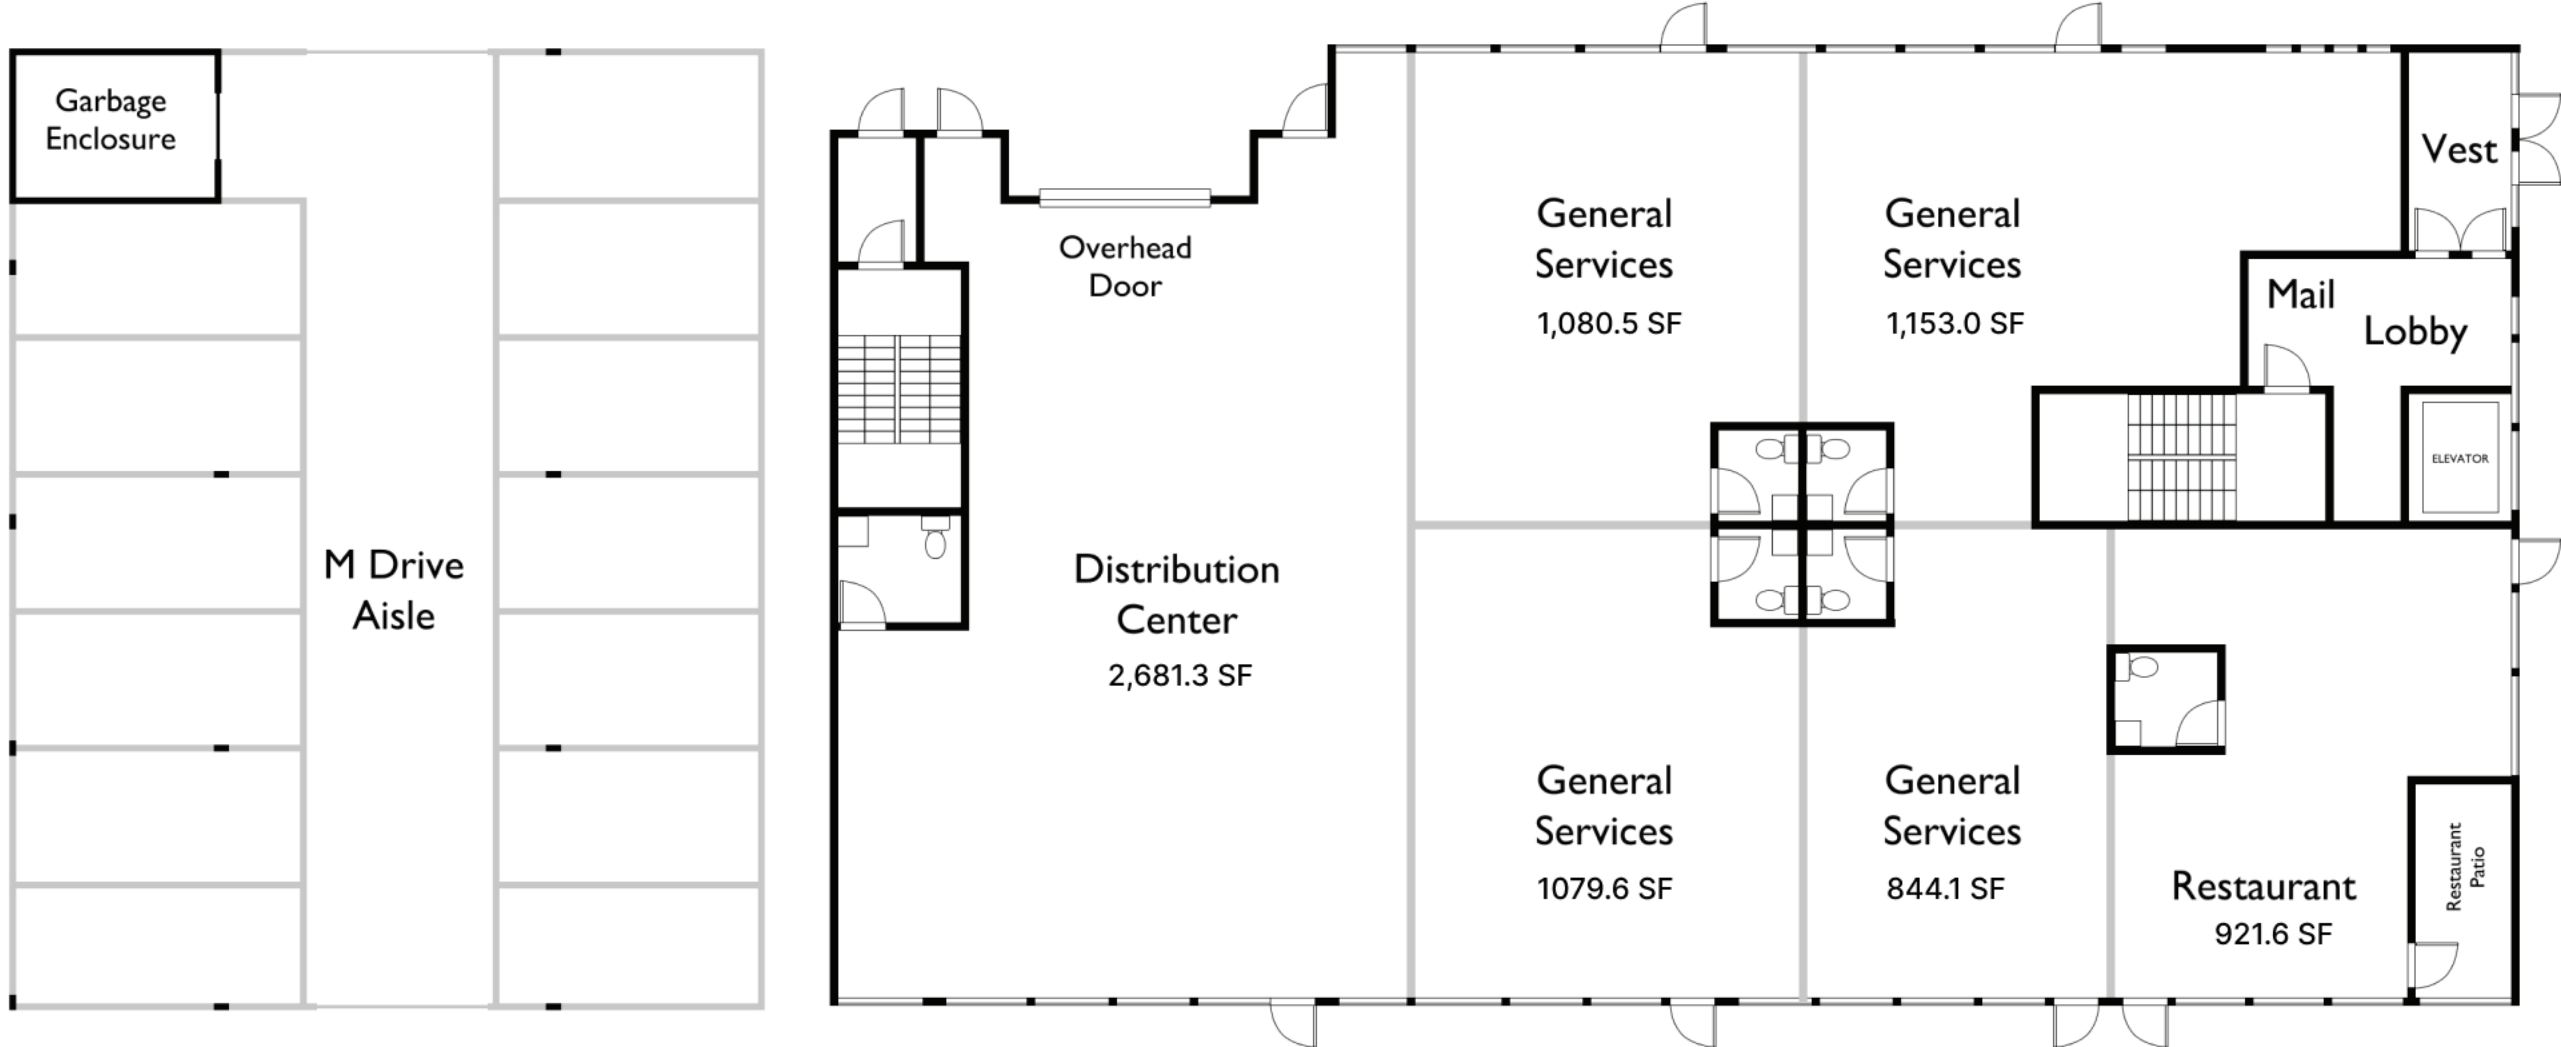 Garbage
Enclosure
M Drive
Aisle
Overhead
Door
Distribution
Center
2,681.3 SF
General
Services
1,080.5 SF
General
Services
1,153.0 SF
Vest
Mail
Lobby
ELEVATOR
General
Services
1079.6 SF
General
Services
844.1 SF
Restaurant
921.6 SF
Restaurant
Patio